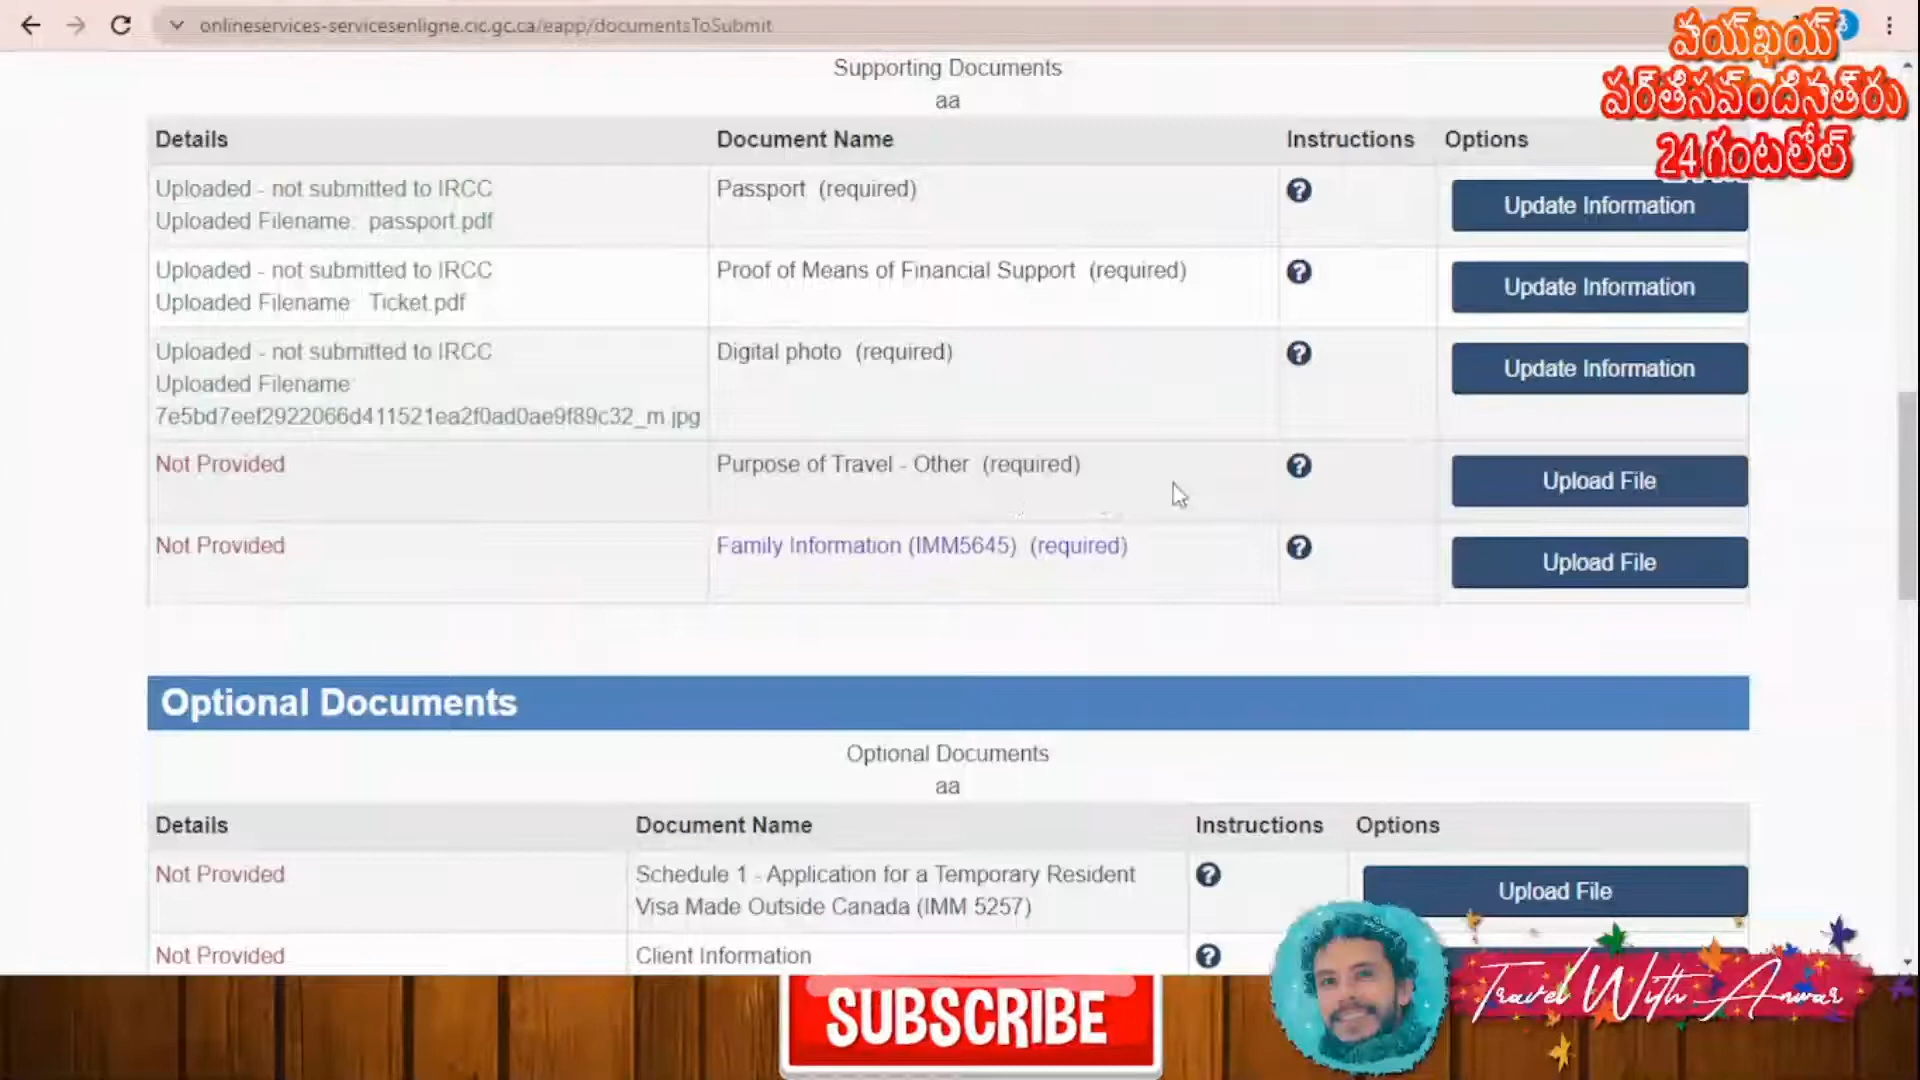 onlineservices-servicesenligne.cic.gc.ca/eapp/documentsToSubmit
Supporting Documents
aa
Details Document Name Instructions Options
Uploaded - not submitted to IRCC Passport (required) Update Information
Uploaded Filename: passport.pdf
Uploaded - not submitted to IRCC Proof of Means of Financial Support (required) Update Information
Uploaded Filename Ticket.pdf
Uploaded - not submitted to IRCC Digital photo (required) Update Information
Uploaded Filename
7e5bd7eef2922066d411521ea2f0ad0ae9f89c32_m.jpg
Not Provided Purpose of Travel - Other (required) Upload File
Not Provided Family Information (IMM5645) (required) Upload File
Optional Documents
Optional Documents
aa
Details Document Name Instructions Options
Not Provided Schedule 1 - Application for a Temporary Resident Upload File
Visa Made Outside Canada (IMM 5257)
Not Provided Client Information
SUBSCRIBE
Travel With Anwar
24 గంటలోల్